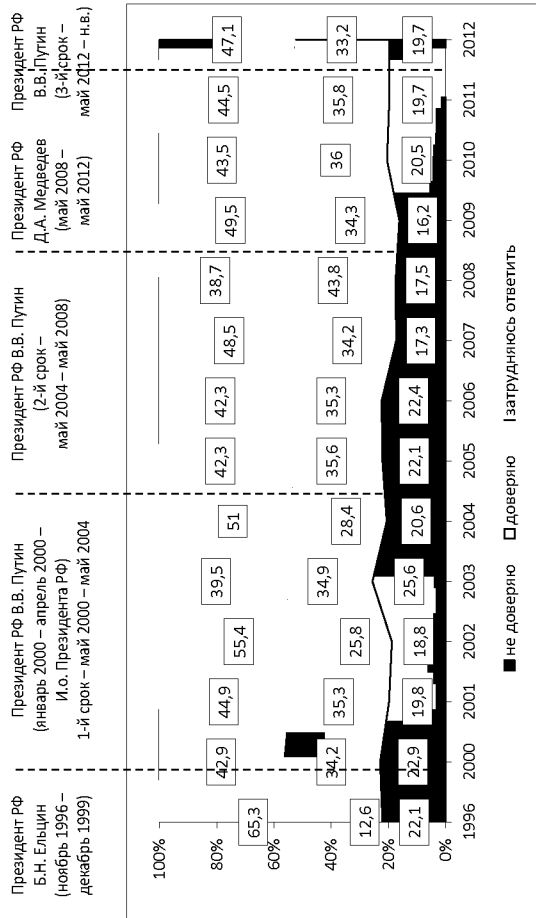 Президент РФ
Б.Н. Ельцин
(ноябрь 1996 –
декабрь 1999)
Президент РФ В.В. Путин
(январь 2000 – апрель 2000 –
И.о. Президента РФ)
1-й срок – май 2000 – май 2004
Президент РФ В.В. Путин
(2-й срок –
май 2004 – май 2008)
Президент РФ
Д.А. Медведев
(май 2008 –
май 2012)
Президент РФ
В.В. Путин
(3-й срок –
май 2012 – н.в.)
100%
80%
60%
40%
20%
0%
65,3
42,9
44,9
55,4
39,5
51
42,3
42,3
48,5
38,7
49,5
43,5
44,5
47,1
12,6
34,2
35,3
25,8
34,9
28,4
35,6
35,3
34,2
43,8
34,3
36
35,8
33,2
22,1
22,9
19,8
18,8
25,6
20,6
22,1
22,4
17,3
17,5
16,2
20,5
19,7
19,7
1996
2000
2001
2002
2003
2004
2005
2006
2007
2008
2009
2010
2011
2012
не доверяю
доверяю
затрудняюсь ответить